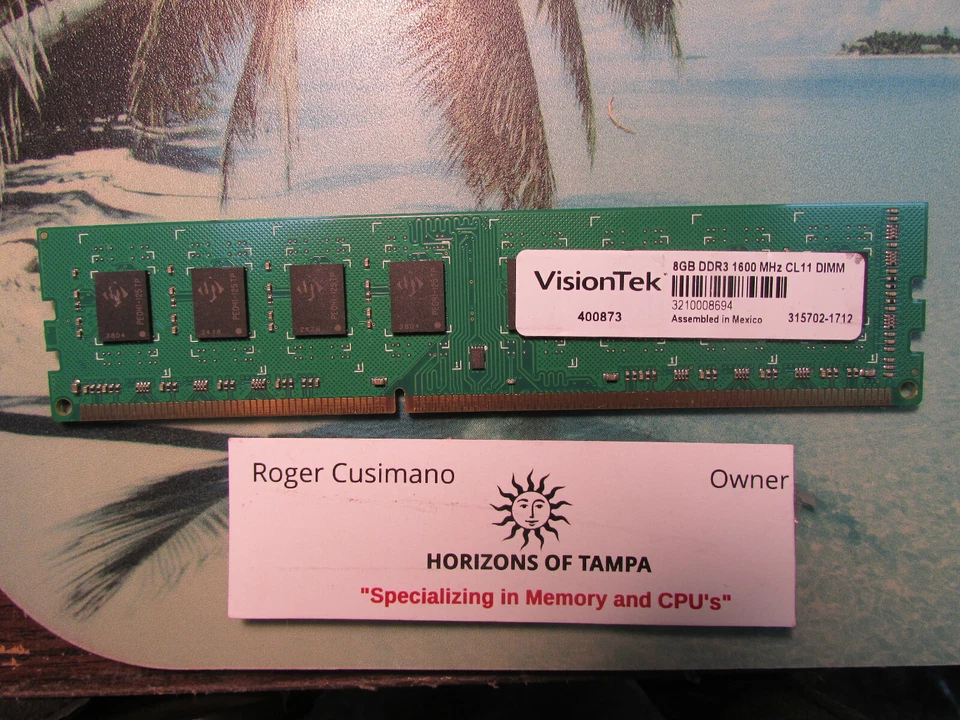 VisionTek
8GB DDR3 1600 MHz CL11 DIMM
3210008694
400873
Assembled in Mexico
315702-1712
Roger Cusimano
Owner
HORIZONS OF TAMPA
"Specializing in Memory and CPU's"